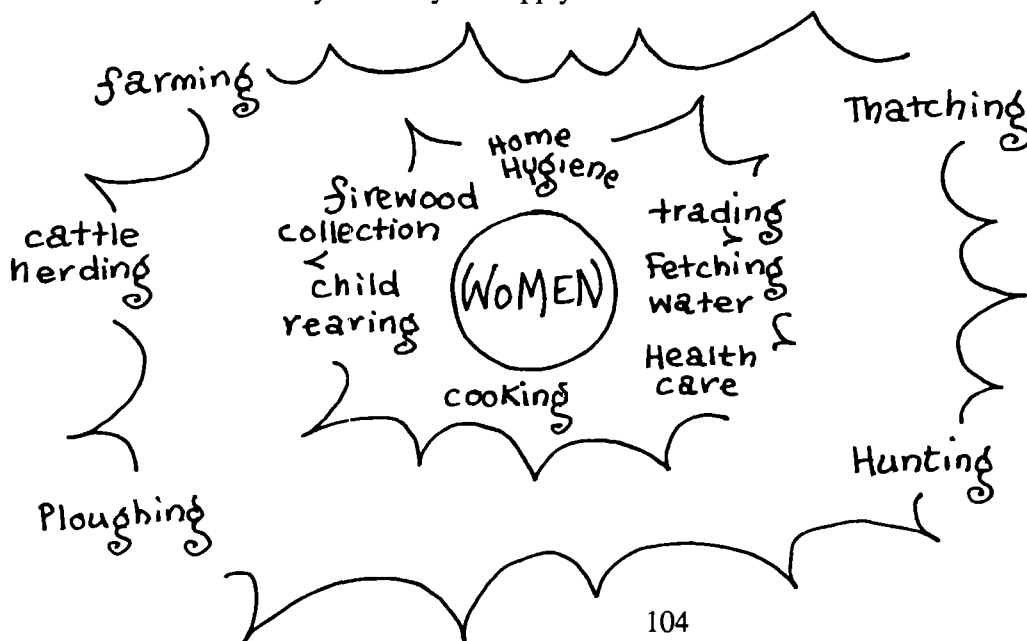 farming
Thatching
Home
Hygiene
firewood
collection
trading
cattle
herding
child
rearing
(WOMEN)
Fetching
water
Health
care
cooking
Hunting
Ploughing
104